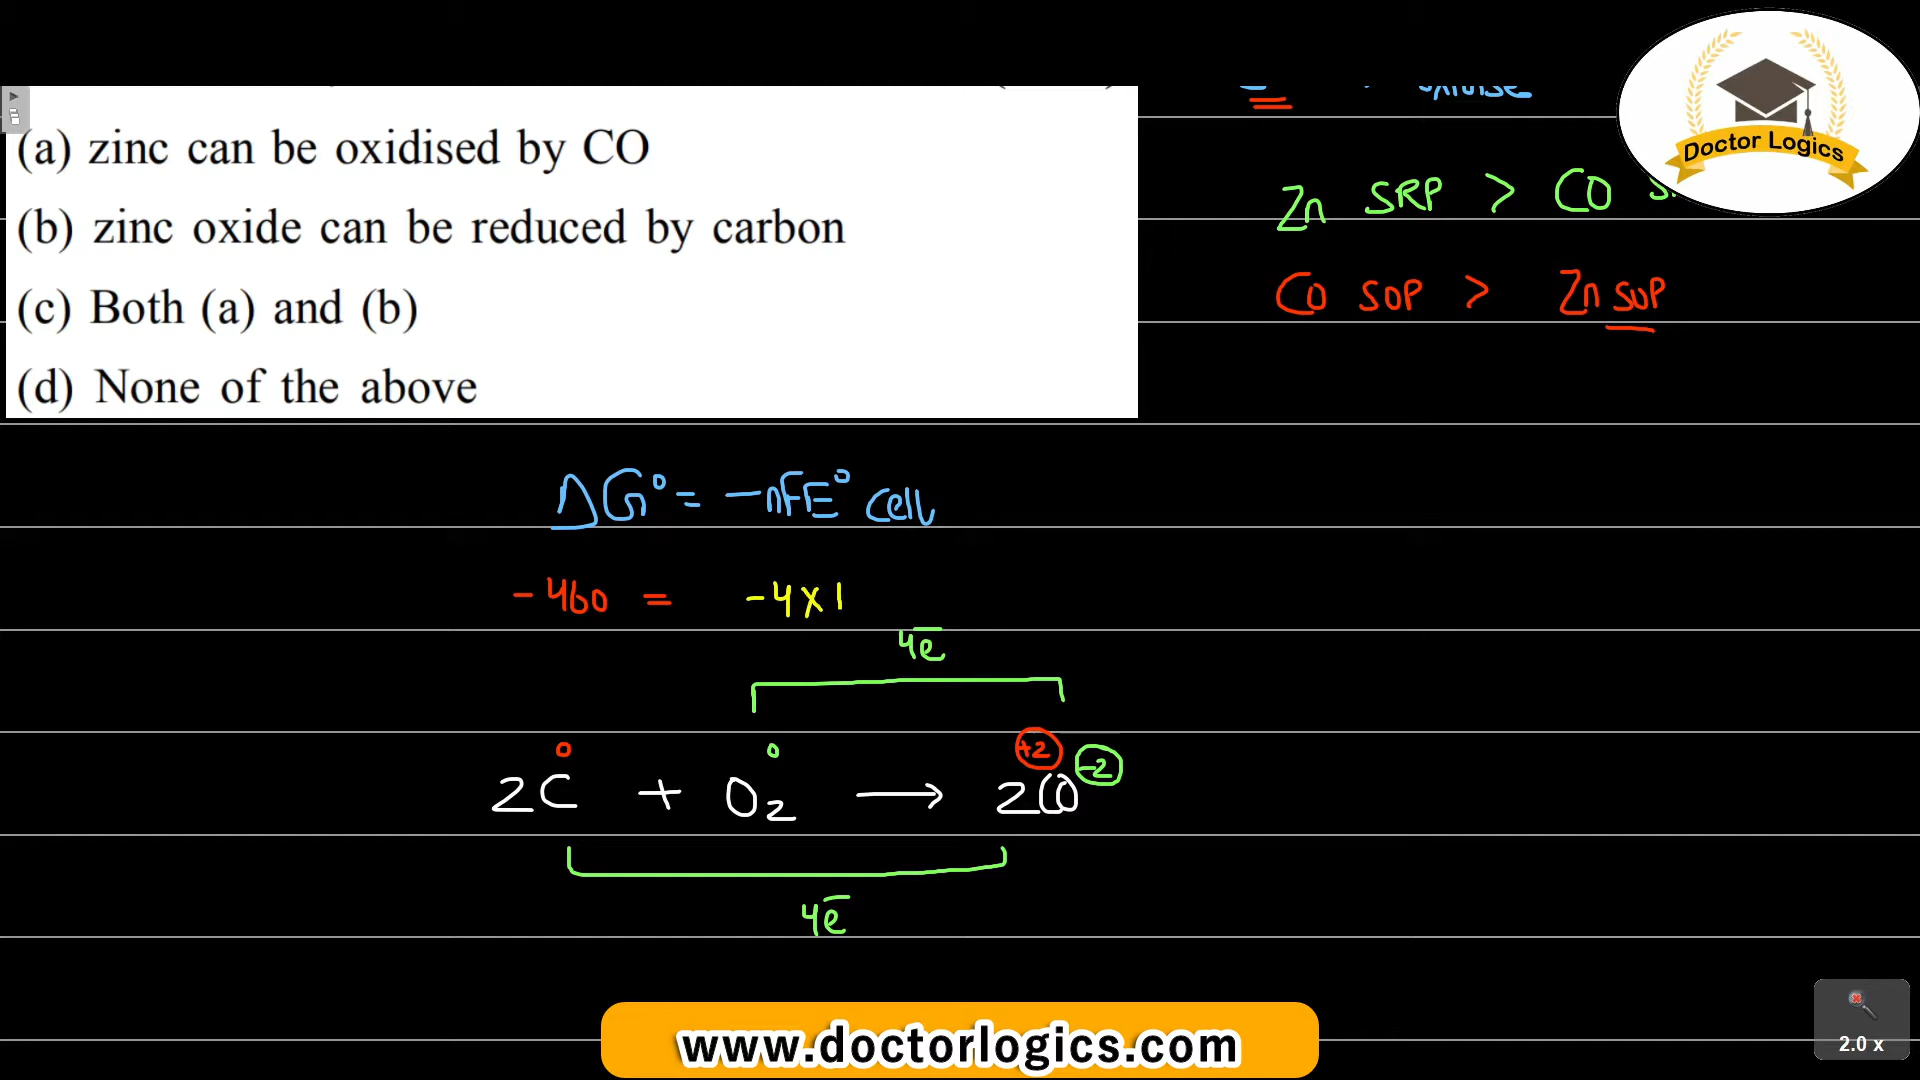 (a) zinc can be oxidised by CO
(b) zinc oxide can be reduced by carbon
(c) Both (a) and (b)
(d) None of the above
Zn SRP > CO
CO SOP > Zn SOP
Doctor Logics
ΔG° = -nFE° cell
-460 = -4×1
4e̅
0 0 +2 -2
2C + O₂ ⟶ 2CO
4e̅
www.doctorlogics.com
2.0 x